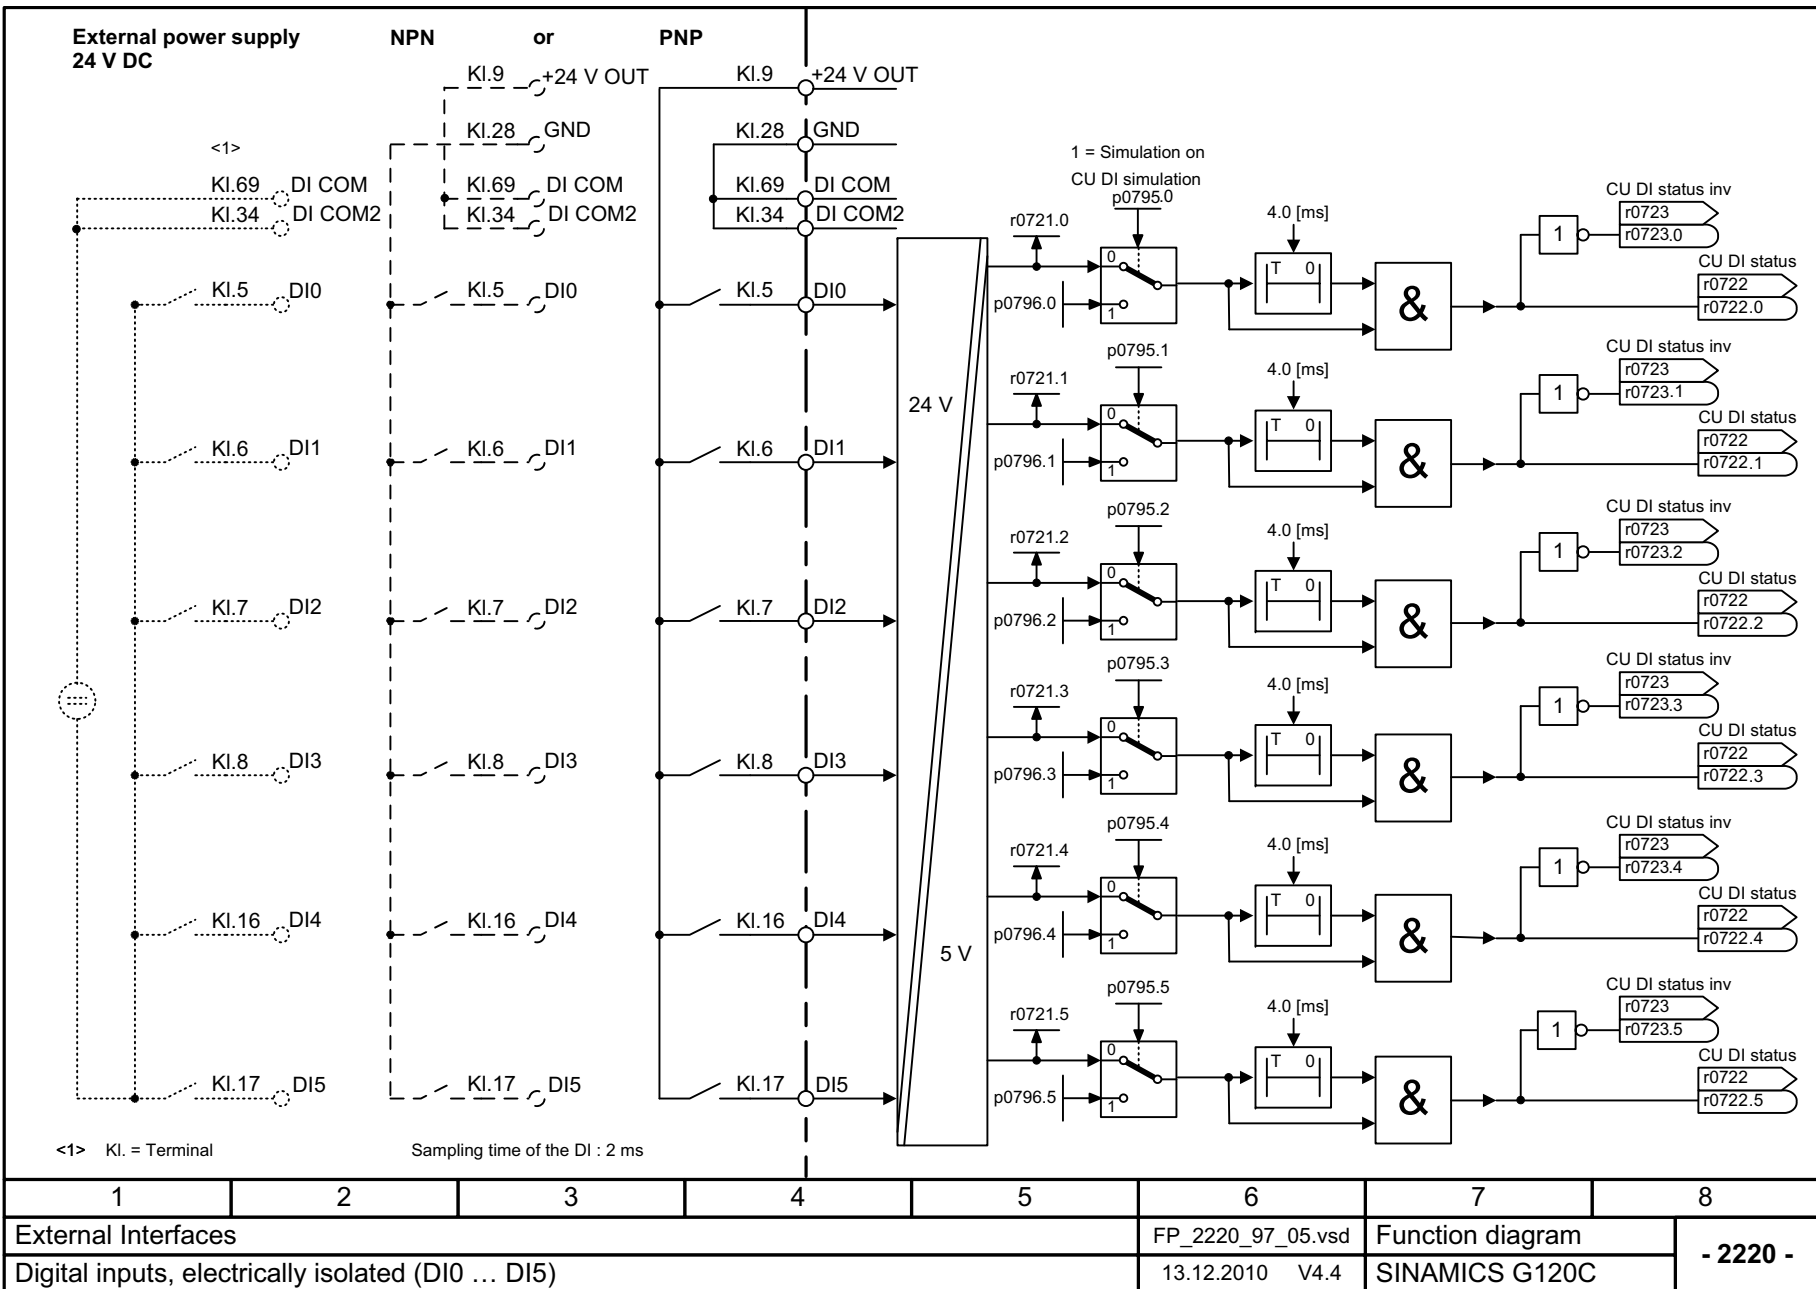 External power supply
24 V DC
NPN or PNP
Kl.9 +24 V OUT
Kl.9 +24 V OUT
Kl.28 GND
Kl.28 GND
<1>
Kl.69 DI COM
Kl.34 DI COM2
Kl.69 DI COM
Kl.34 DI COM2
Kl.69 DI COM
Kl.34 DI COM2
Kl.5 DI0
Kl.5 DI0
Kl.5 DI0
Kl.6 DI1
Kl.6 DI1
Kl.6 DI1
Kl.7 DI2
Kl.7 DI2
Kl.7 DI2
Kl.8 DI3
Kl.8 DI3
Kl.8 DI3
Kl.16 DI4
Kl.16 DI4
Kl.16 DI4
Kl.17 DI5
Kl.17 DI5
Kl.17 DI5
24 V
5 V
1 = Simulation on
CU DI simulation
p0795.0
r0721.0
0
1
p0796.0
4.0 [ms]
T 0
&
1
CU DI status inv
r0723
r0723.0
CU DI status
r0722
r0722.0
p0795.1
r0721.1
0
1
p0796.1
4.0 [ms]
T 0
&
1
CU DI status inv
r0723
r0723.1
CU DI status
r0722
r0722.1
p0795.2
r0721.2
0
1
p0796.2
4.0 [ms]
T 0
&
1
CU DI status inv
r0723
r0723.2
CU DI status
r0722
r0722.2
p0795.3
r0721.3
0
1
p0796.3
4.0 [ms]
T 0
&
1
CU DI status inv
r0723
r0723.3
CU DI status
r0722
r0722.3
p0795.4
r0721.4
0
1
p0796.4
4.0 [ms]
T 0
&
1
CU DI status inv
r0723
r0723.4
CU DI status
r0722
r0722.4
p0795.5
r0721.5
0
1
p0796.5
4.0 [ms]
T 0
&
1
CU DI status inv
r0723
r0723.5
CU DI status
r0722
r0722.5
<1> Kl. = Terminal
Sampling time of the DI : 2 ms
1 2 3 4 5 6 7 8
External Interfaces
FP_2220_97_05.vsd
Function diagram
- 2220 -
Digital inputs, electrically isolated (DI0 … DI5)
13.12.2010 V4.4
SINAMICS G120C